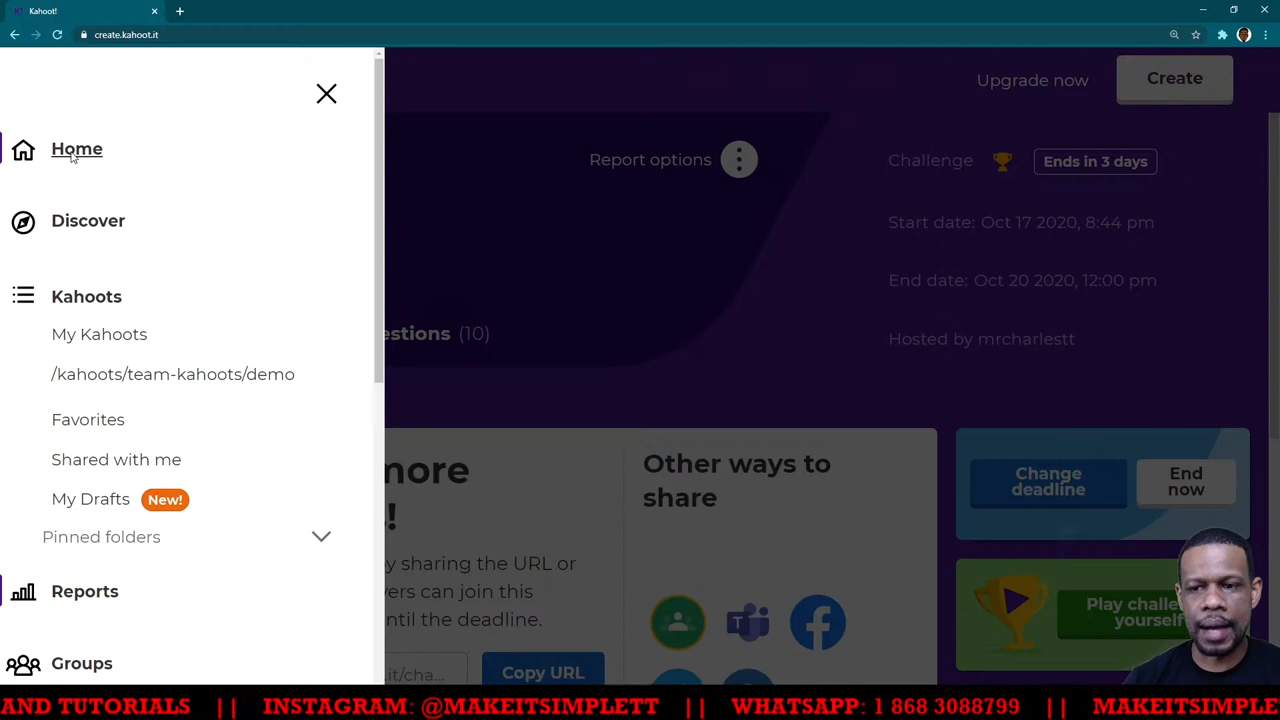 Kahoot!
create.kahoot.it
Upgrade now
Create
Home
Discover
Kahoots
My Kahoots
/kahoots/team-kahoots/demo
Favorites
Shared with me
My Drafts New!
Pinned folders
Reports
Groups
Report options
Challenge Ends in 3 days
Start date: Oct 17 2020, 8:44 pm
End date: Oct 20 2020, 12:00 pm
Hosted by mrcharlestt
estions (10)
more
s!
by sharing the URL or
ers can join this
ntil the deadline.
.it/cha...
Copy URL
Other ways to
share
Change
deadline
End
now
Play challe
yourself
AND TUTORIALS || INSTAGRAM: @MAKEITSIMPLETT || WHATSAPP: 1 868 3088799 || MAKEITSIMPLE